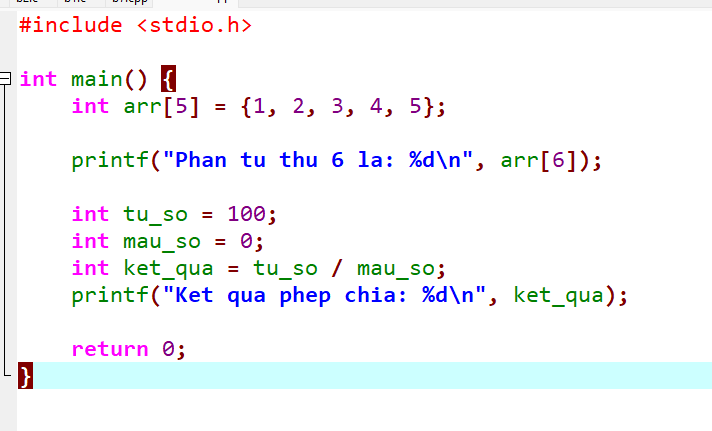 #include <stdio.h>
int main() {
    int arr[5] = {1, 2, 3, 4, 5};
    printf("Phan tu thu 6 la: %d\n", arr[6]);
    int tu_so = 100;
    int mau_so = 0;
    int ket_qua = tu_so / mau_so;
    printf("Ket qua phep chia: %d\n", ket_qua);
    return 0;
}